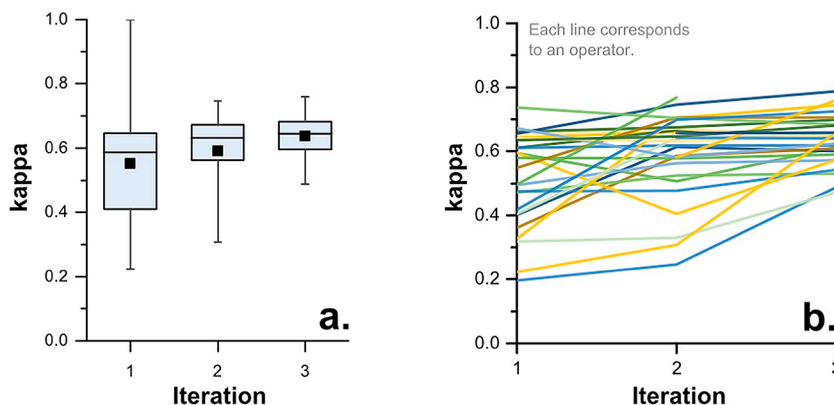 1.0
0.8
0.6
0.4
0.2
0.0
kappa
1 2 3
Iteration
a.
1.0
0.8
0.6
0.4
0.2
0.0
kappa
Each line corresponds
to an operator.
1 2 3
Iteration
b.